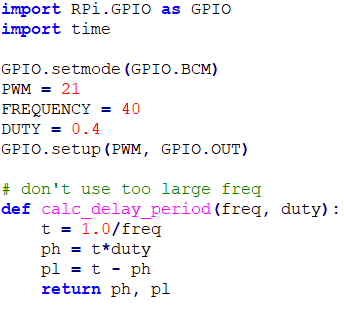 import RPi.GPIO as GPIO
import time
GPIO.setmode(GPIO.BCM)
PWM = 21
FREQUENCY = 40
DUTY = 0.4
GPIO.setup(PWM, GPIO.OUT)
# don't use too large freq
def calc_delay_period(freq, duty):
    t = 1.0/freq
    ph = t*duty
    pl = t - ph
    return ph, pl